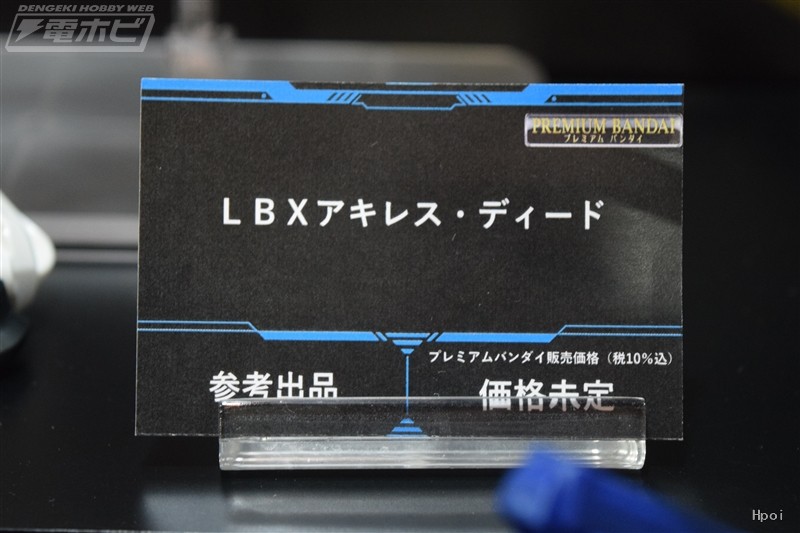 DENGEKI HOBBY WEB
電ホビ
PREMIUM BANDAI
プレミアム バンダイ
ＬＢＸアキレス・ディード
プレミアムバンダイ販売価格（税10％込）
参考出品
価格未定
Hpoi